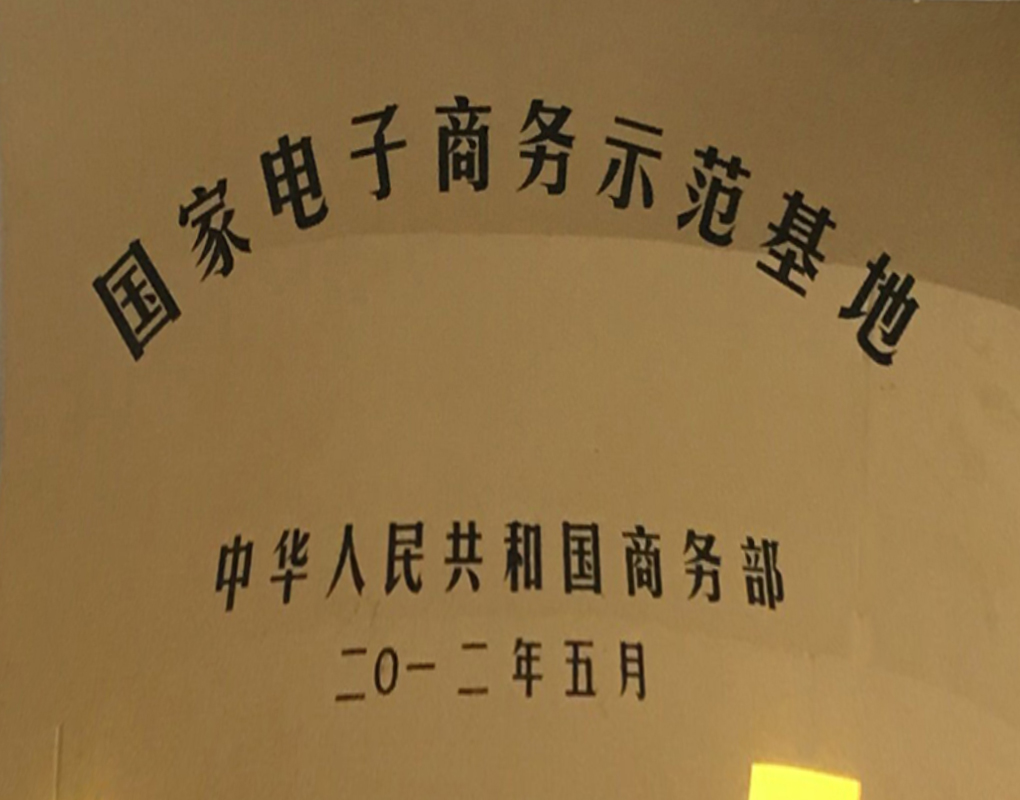 国家电子商务示范基地
中华人民共和国商务部
二〇一二年五月